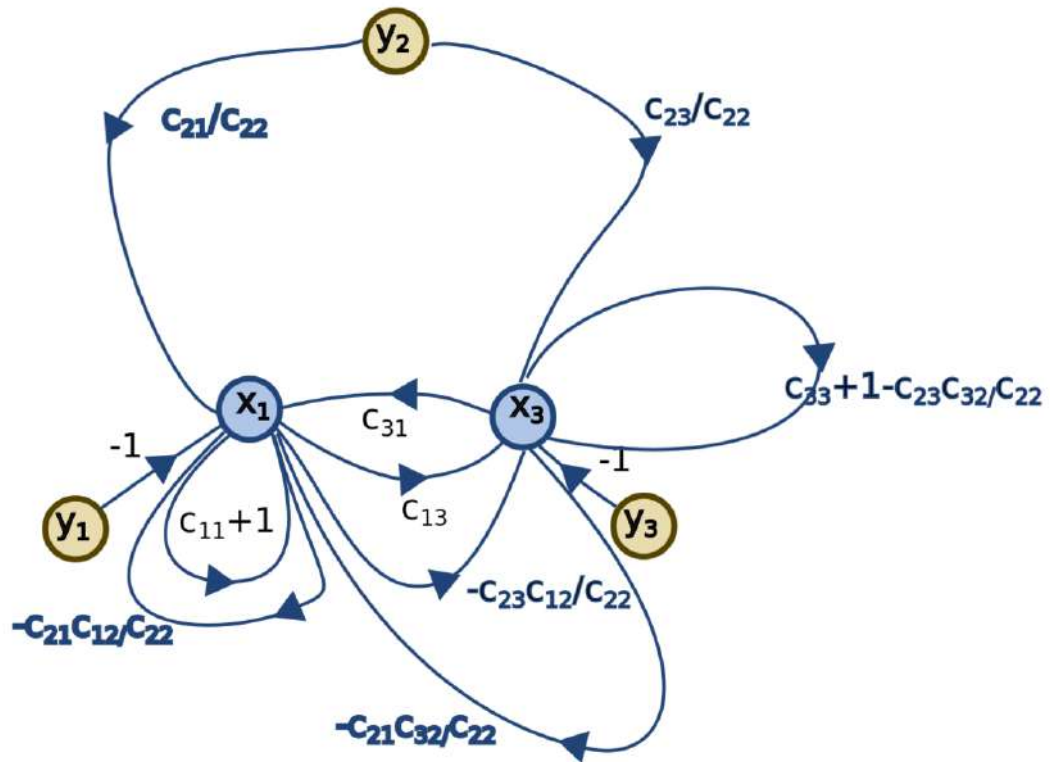 y₂
c₂₁/c₂₂
c₂₃/c₂₂
c₃₃+1-c₂₃c₃₂/c₂₂
x₁
x₃
c₃₁
-1
-1
c₁₃
y₁
c₁₁+1
y₃
-c₂₃c₁₂/c₂₂
-c₂₁c₁₂/c₂₂
-c₂₁c₃₂/c₂₂